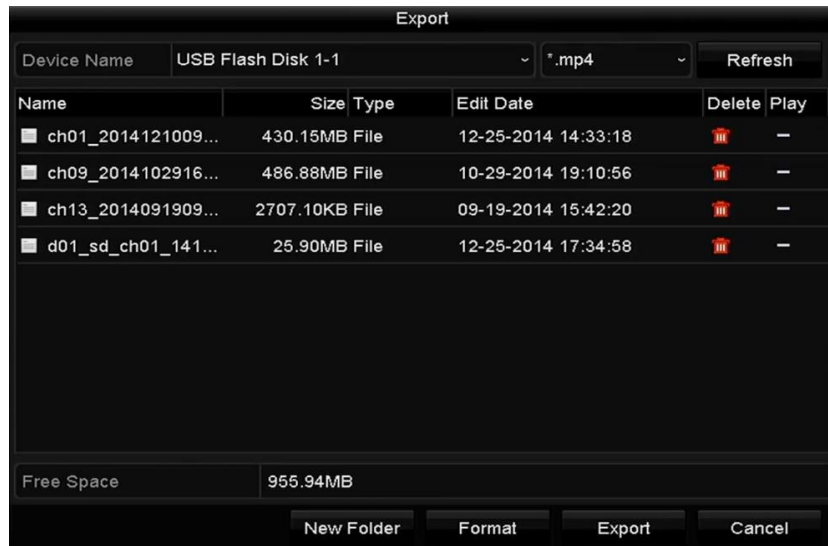 Export
Device Name USB Flash Disk 1-1 *.mp4 Refresh
Name Size Type Edit Date Delete Play
ch01_2014121009... 430.15MB File 12-25-2014 14:33:18
ch09_2014102916... 486.88MB File 10-29-2014 19:10:56
ch13_2014091909... 2707.10KB File 09-19-2014 15:42:20
d01_sd_ch01_141... 25.90MB File 12-25-2014 17:34:58
Free Space 955.94MB
New Folder Format Export Cancel